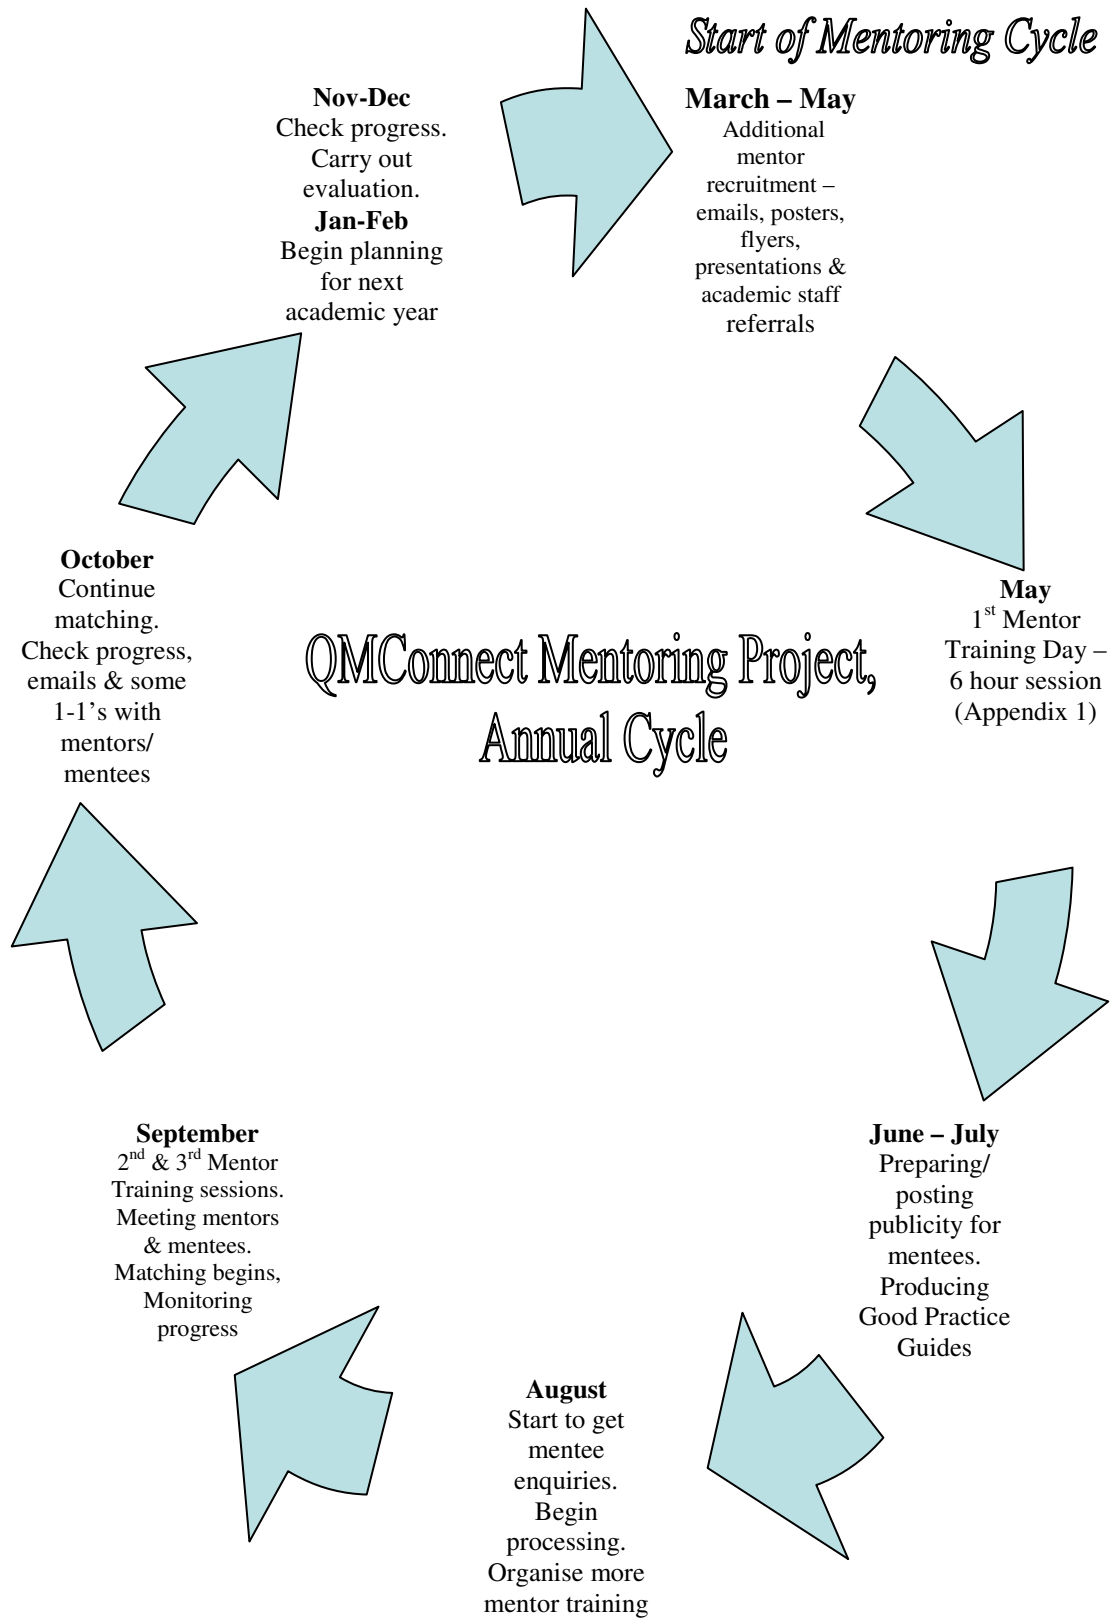 Start of Mentoring Cycle
March – May
Additional
mentor
recruitment –
emails, posters,
flyers,
presentations &
academic staff
referrals
May
1st Mentor
Training Day –
6 hour session
(Appendix 1)
June – July
Preparing/
posting
publicity for
mentees.
Producing
Good Practice
Guides
August
Start to get
mentee
enquiries.
Begin
processing.
Organise more
mentor training
September
2nd & 3rd Mentor
Training sessions.
Meeting mentors
& mentees.
Matching begins,
Monitoring
progress
October
Continue
matching.
Check progress,
emails & some
1-1's with
mentors/
mentees
Nov-Dec
Check progress.
Carry out
evaluation.
Jan-Feb
Begin planning
for next
academic year
QMConnect Mentoring Project,
Annual Cycle